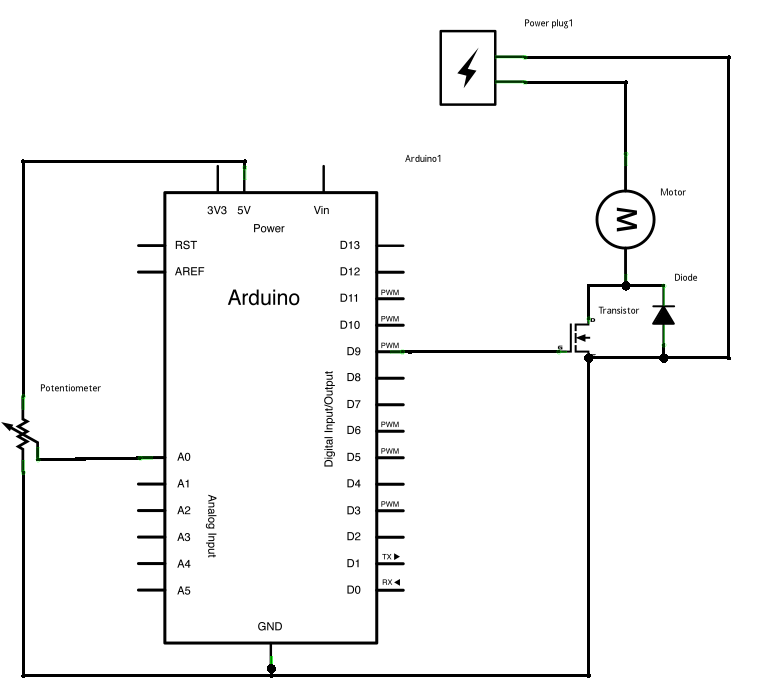 Power plug1
Arduino1
3V3 5V Vin
Power
Motor
M
RST
AREF
Arduino
Diode
Transistor
D
G
D13
D12
D11 PWM
D10 PWM
D9 PWM
D8
D7
D6 PWM
D5 PWM
D4
D3 PWM
D2
D1 TX
D0 RX
Digital Input/Output
Potentiometer
A0
A1
A2
A3
A4
A5
Analog Input
GND